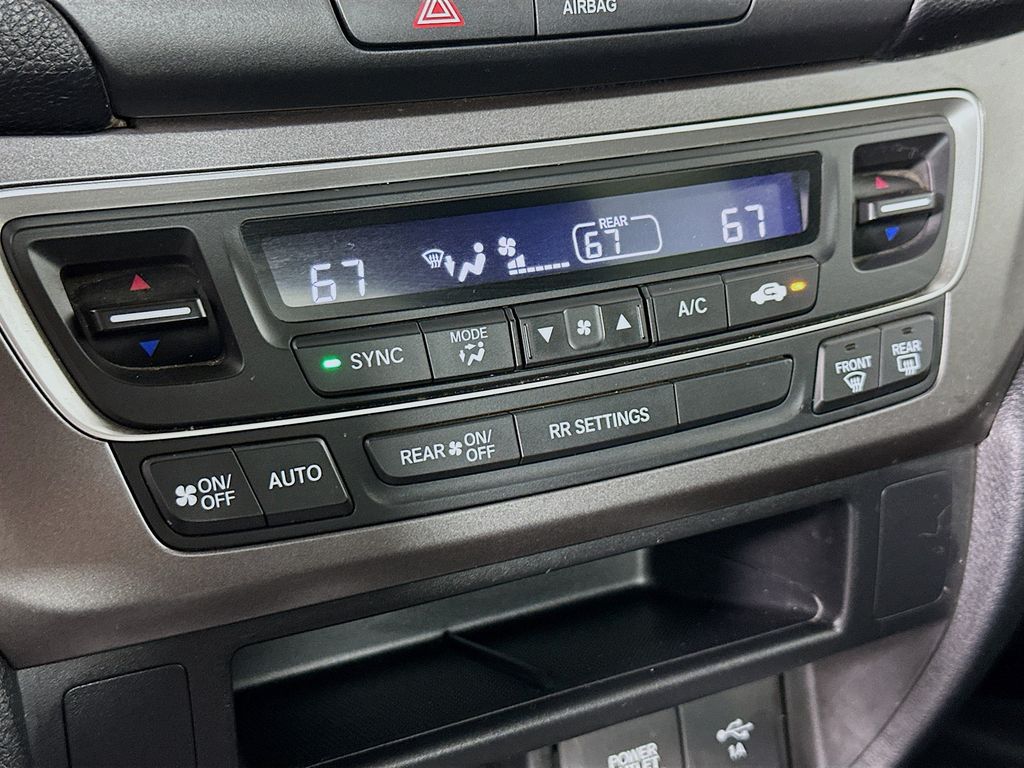 AIRBAG
67
REAR
67
67
SYNC
MODE
A/C
FRONT
REAR
ON/
OFF
AUTO
REAR
ON/
OFF
RR SETTINGS
POWER
OUTLET
1A